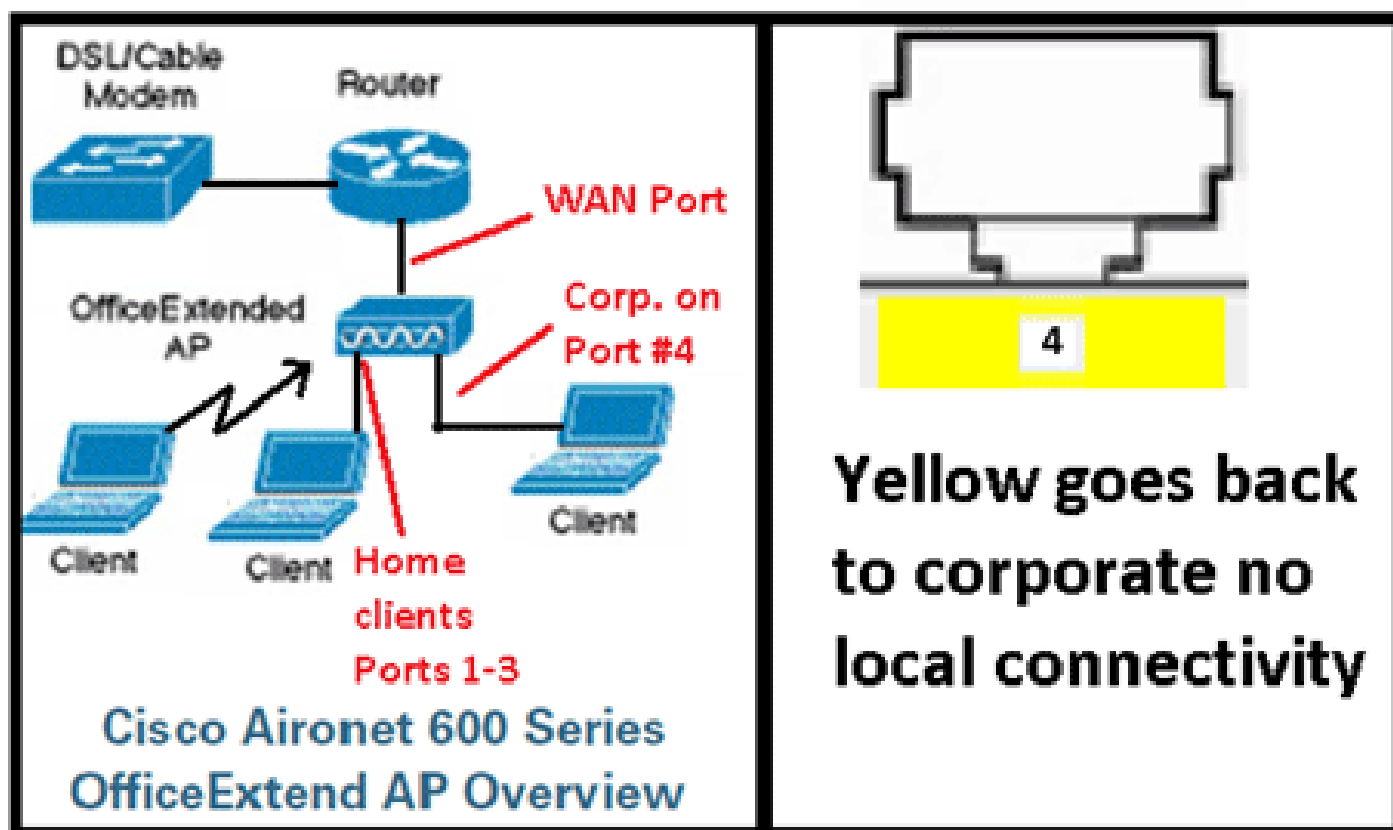 DSL/Cable
Modem
Router
WAN Port
OfficeExtended
AP
Corp. on
Port #4
Client
Client
Client
Home
clients
Ports 1-3
Cisco Aironet 600 Series
OfficeExtend AP Overview
4
Yellow goes back
to corporate no
local connectivity